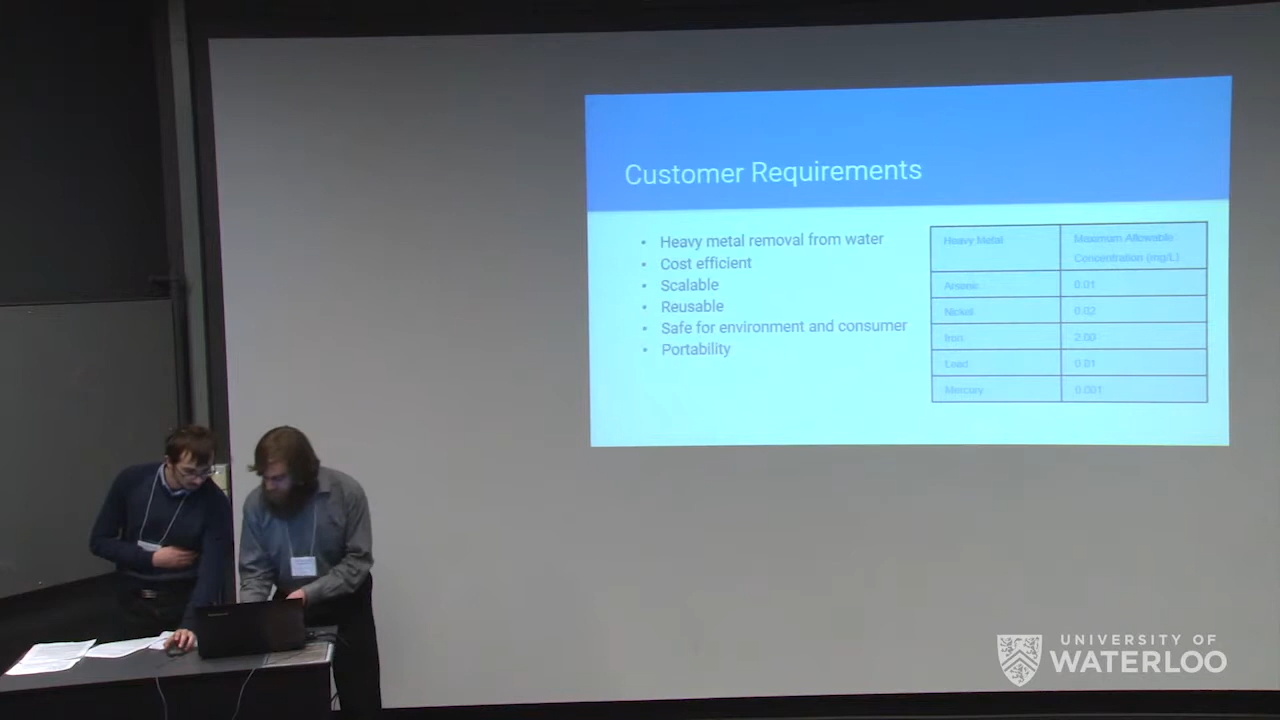 Customer Requirements
• Heavy metal removal from water
• Cost efficient
• Scalable
• Reusable
• Safe for environment and consumer
• Portability
Heavy Metal
Maximum Allowable
Concentration (mg/L)
Arsenic
0.01
Nickel
0.02
Iron
2.00
Lead
0.01
Mercury
0.001
UNIVERSITY OF
WATERLOO